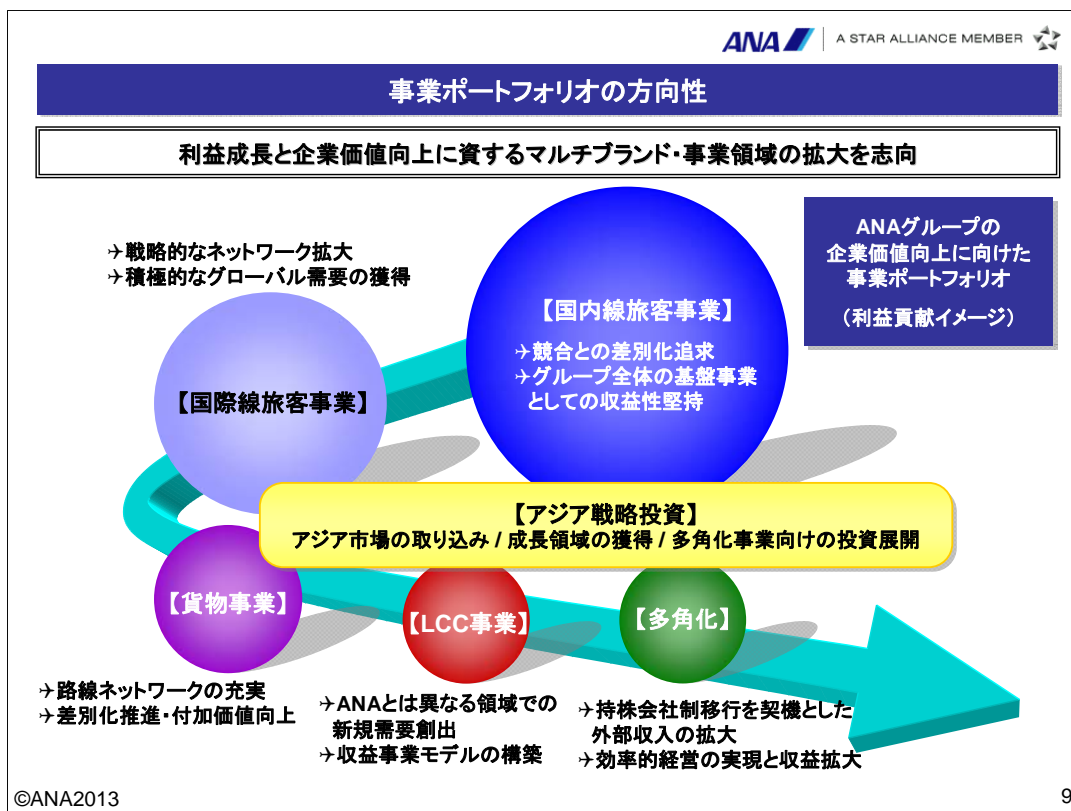 ANA A STAR ALLIANCE MEMBER
事業ポートフォリオの方向性
利益成長と企業価値向上に資するマルチブランド・事業領域の拡大を志向
ANAグループの
企業価値向上に向けた
事業ポートフォリオ
（利益貢献イメージ）
✈戦略的なネットワーク拡大
✈積極的なグローバル需要の獲得
【国内線旅客事業】
✈競合との差別化追求
✈グループ全体の基盤事業
としての収益性堅持
【国際線旅客事業】
【アジア戦略投資】
アジア市場の取り込み / 成長領域の獲得 / 多角化事業向けの投資展開
【貨物事業】
✈路線ネットワークの充実
✈差別化推進・付加価値向上
【LCC事業】
✈ANAとは異なる領域での
新規需要創出
✈収益事業モデルの構築
【多角化】
✈持株会社制移行を契機とした
外部収入の拡大
✈効率的経営の実現と収益拡大
©ANA2013
9